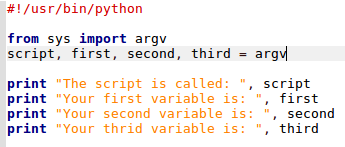 #!/usr/bin/python
from sys import argv
script, first, second, third = argv
print "The script is called: ", script
print "Your first variable is: ", first
print "Your second variable is: ", second
print "Your thrid variable is: ", third